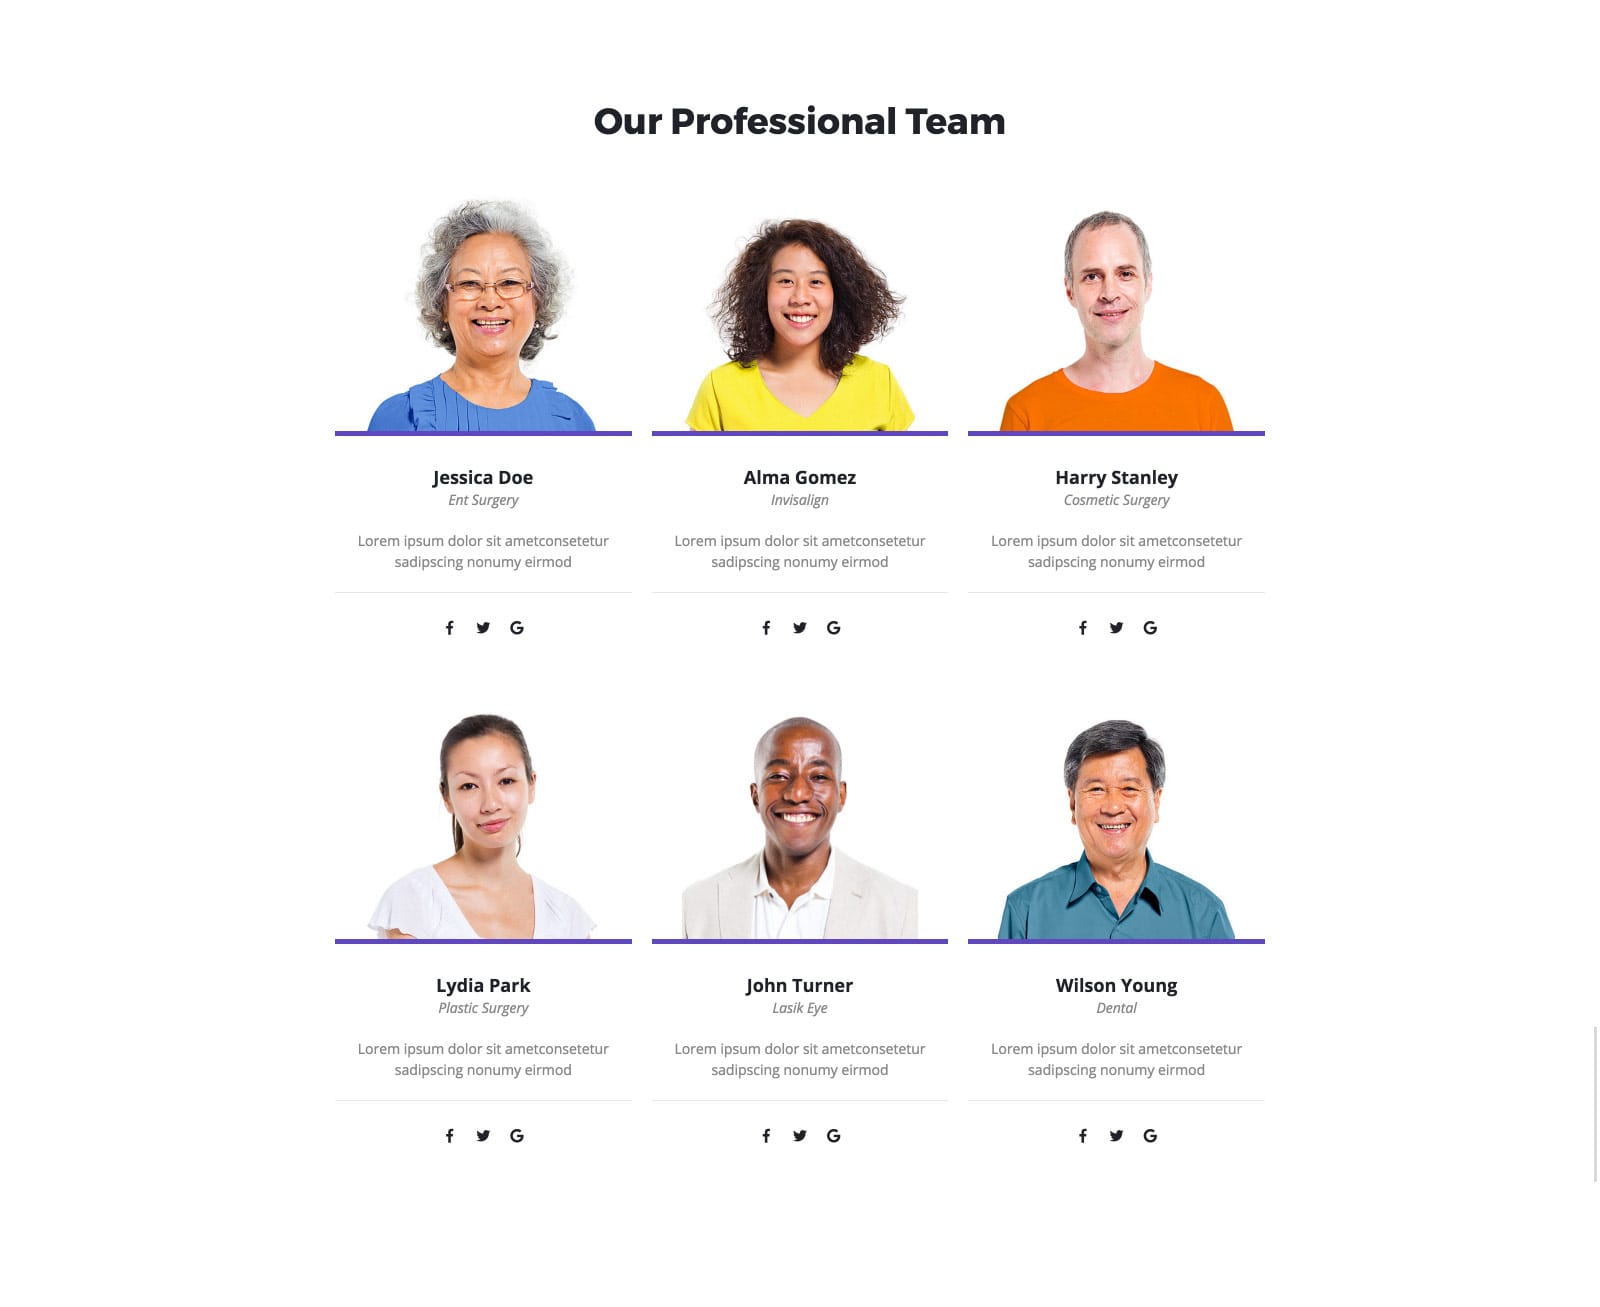 Our Professional Team
Jessica Doe
Ent Surgery
Lorem ipsum dolor sit ametconsetetur
sadipscing nonumy eirmod
Alma Gomez
Invisalign
Lorem ipsum dolor sit ametconsetetur
sadipscing nonumy eirmod
Harry Stanley
Cosmetic Surgery
Lorem ipsum dolor sit ametconsetetur
sadipscing nonumy eirmod
Lydia Park
Plastic Surgery
Lorem ipsum dolor sit ametconsetetur
sadipscing nonumy eirmod
John Turner
Lasik Eye
Lorem ipsum dolor sit ametconsetetur
sadipscing nonumy eirmod
Wilson Young
Dental
Lorem ipsum dolor sit ametconsetetur
sadipscing nonumy eirmod